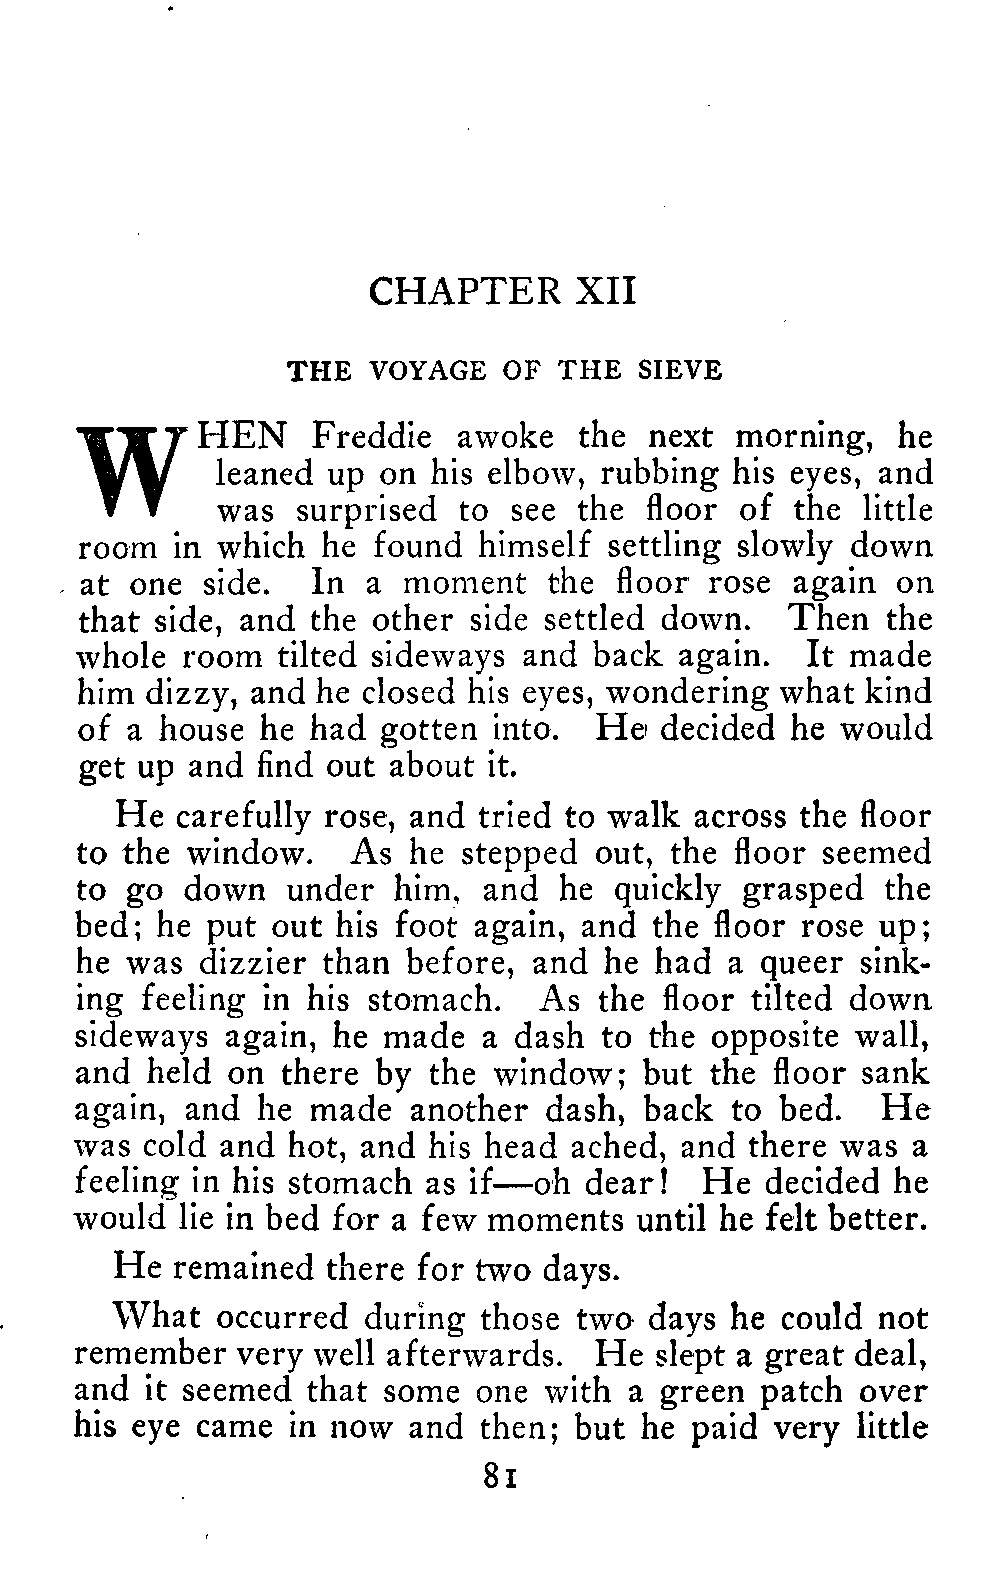 CHAPTER XII
THE VOYAGE OF THE SIEVE
WHEN Freddie awoke the next morning, he
leaned up on his elbow, rubbing his eyes, and
was surprised to see the floor of the little
room in which he found himself settling slowly down
at one side. In a moment the floor rose again on
that side, and the other side settled down. Then the
whole room tilted sideways and back again. It made
him dizzy, and he closed his eyes, wondering what kind
of a house he had gotten into. He decided he would
get up and find out about it.
He carefully rose, and tried to walk across the floor
to the window. As he stepped out, the floor seemed
to go down under him, and he quickly grasped the
bed; he put out his foot again, and the floor rose up;
he was dizzier than before, and he had a queer sink-
ing feeling in his stomach. As the floor tilted down
sideways again, he made a dash to the opposite wall,
and held on there by the window; but the floor sank
again, and he made another dash, back to bed. He
was cold and hot, and his head ached, and there was a
feeling in his stomach as if—oh dear! He decided he
would lie in bed for a few moments until he felt better.
He remained there for two days.
What occurred during those two days he could not
remember very well afterwards. He slept a great deal,
and it seemed that some one with a green patch over
his eye came in now and then; but he paid very little
81